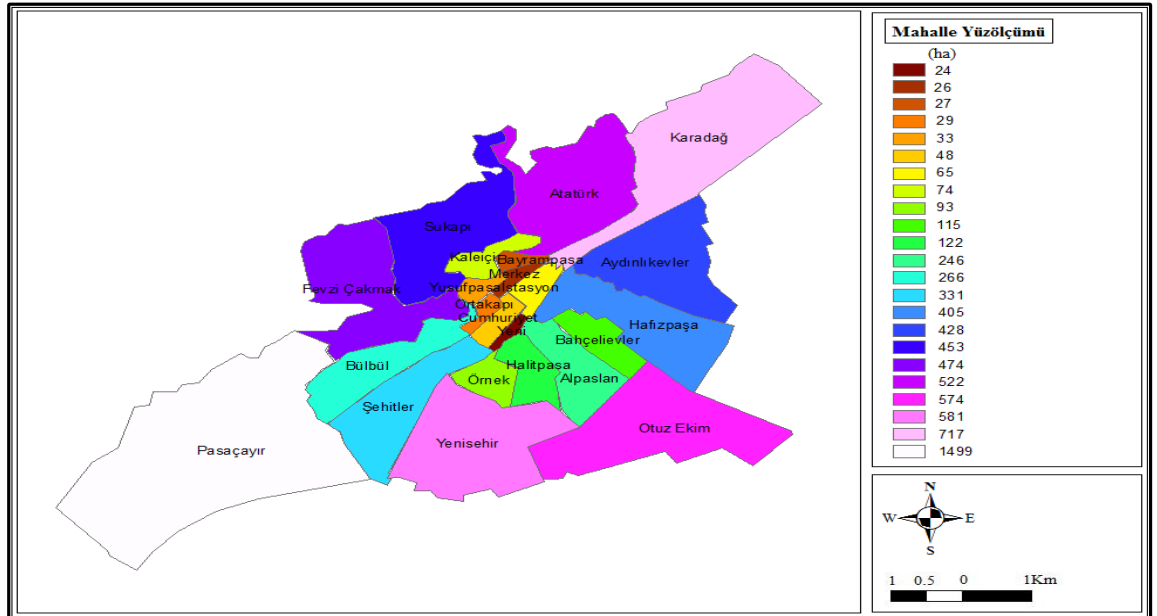 Karadağ
Atatürk
Sukapı
Kaleiçi
Bayrampaşa
Aydınlıkevler
Merkez
Fevzi Çakmak
Yusufpaşa
İstasyon
Ortakapı
Cumhuriyet
Yeni
Hafızpaşa
Bahçelievler
Bülbül
Halitpaşa
Örnek
Alpaslan
Şehitler
Otuz Ekim
Yenisehir
Pasaçayır
Mahalle Yüzölçümü
(ha)
24
26
27
29
33
48
65
74
93
115
122
246
266
331
405
428
453
474
522
574
581
717
1499
N
W E
S
1 0.5 0 1Km